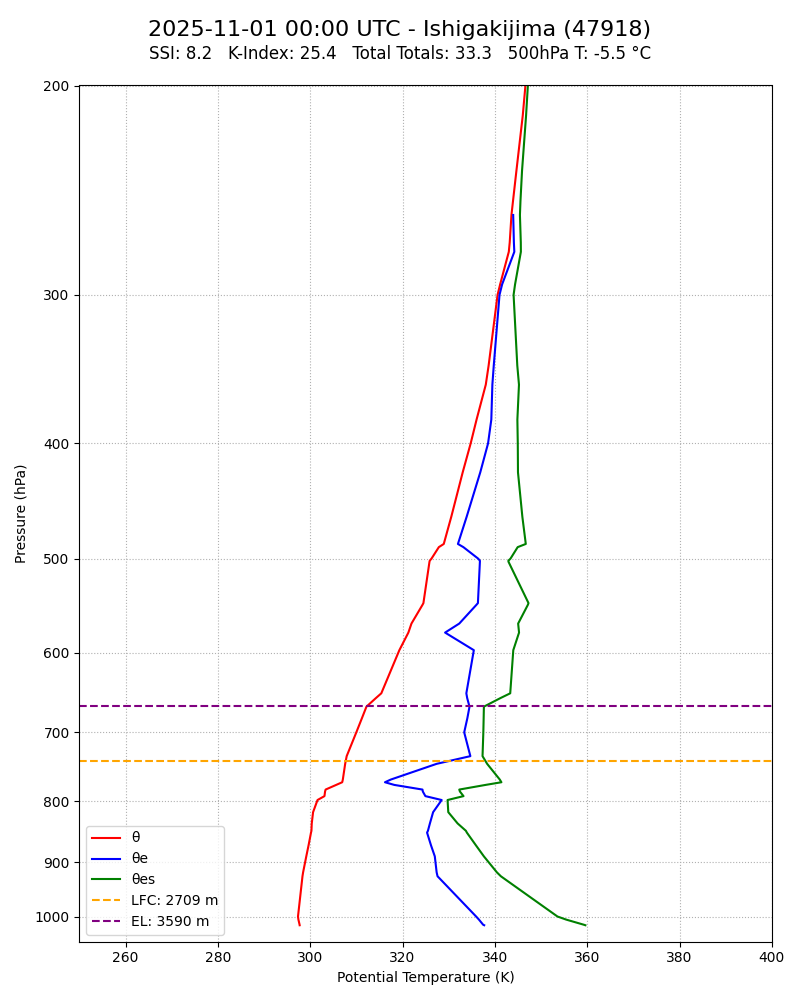 2025-11-01 00:00 UTC - Ishigakijima (47918)
SSI: 8.2 K-Index: 25.4 Total Totals: 33.3 500hPa T: -5.5 °C
200
300
400
500
600
700
800
900
1000
Pressure (hPa)
θ
θe
θes
LFC: 2709 m
EL: 3590 m
260 280 300 320 340 360 380 400
Potential Temperature (K)